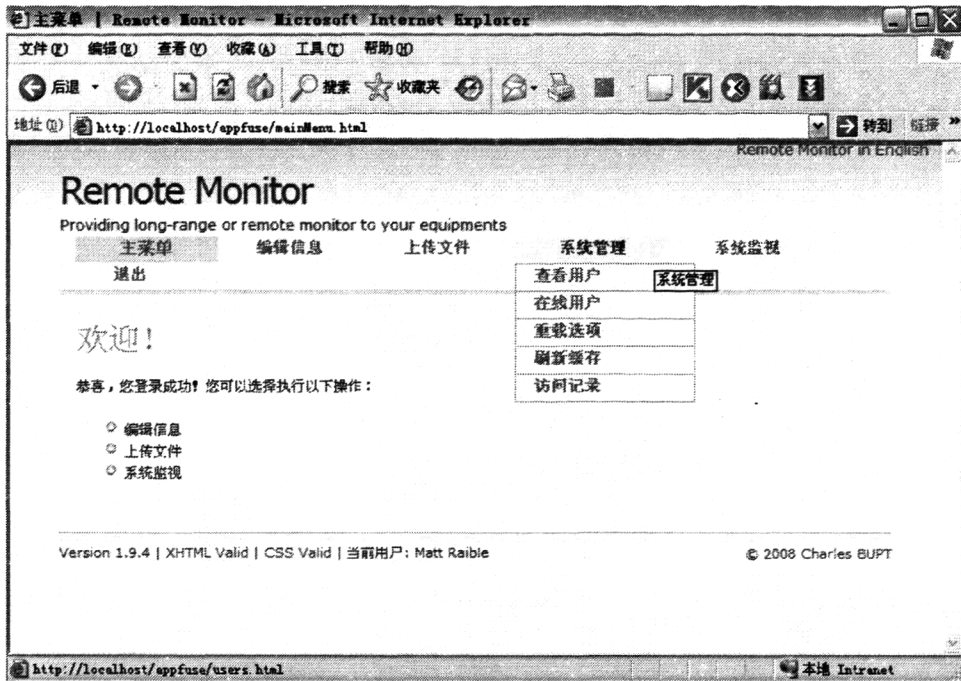 主菜单 | Remote Monitor - Microsoft Internet Explorer
文件(F) 编辑(E) 查看(V) 收藏(A) 工具(T) 帮助(H)
后退 搜索 收藏夹
地址(D) http://localhost/appfuse/mainMenu.html 转到 链接 »
Remote Monitor in English
Remote Monitor
Providing long-range or remote monitor to your equipments
主菜单 编辑信息 上传文件 系统管理 系统监视
退出 查看用户 系统管理
在线用户
重载选项
刷新缓存
访问记录
欢迎!
恭喜,您登录成功!您可以选择执行以下操作:
编辑信息
上传文件
系统监视
Version 1.9.4 | XHTML Valid | CSS Valid | 当前用户: Matt Raible © 2008 Charles BUPT
http://localhost/appfuse/users.html 本地 Intranet